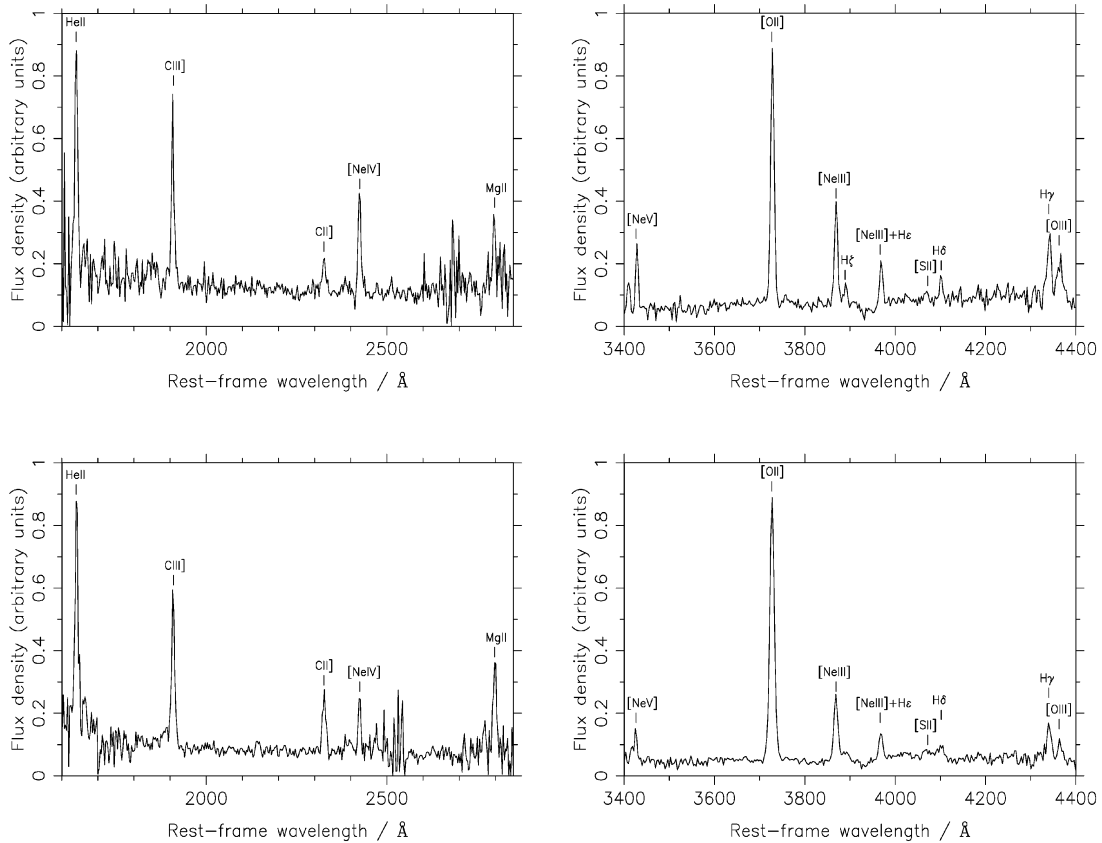 HeII
CIII]
CII]
[NeIV]
MgII
1
0.8
0.6
0.4
0.2
0
Flux density (arbitrary units)
2000
2500
Rest−frame wavelength / Å
[OII]
[NeV]
[NeIII]
Hζ
[NeIII]+Hε
[SII]
Hδ
Hγ
[OIII]
1
0.8
0.6
0.4
0.2
0
Flux density (arbitrary units)
3400
3600
3800
4000
4200
4400
Rest−frame wavelength / Å
HeII
CIII]
CII]
[NeIV]
MgII
1
0.8
0.6
0.4
0.2
0
Flux density (arbitrary units)
2000
2500
Rest−frame wavelength / Å
[OII]
[NeV]
[NeIII]
[NeIII]+Hε
[SII]
Hδ
Hγ
[OIII]
1
0.8
0.6
0.4
0.2
0
Flux density (arbitrary units)
3400
3600
3800
4000
4200
4400
Rest−frame wavelength / Å